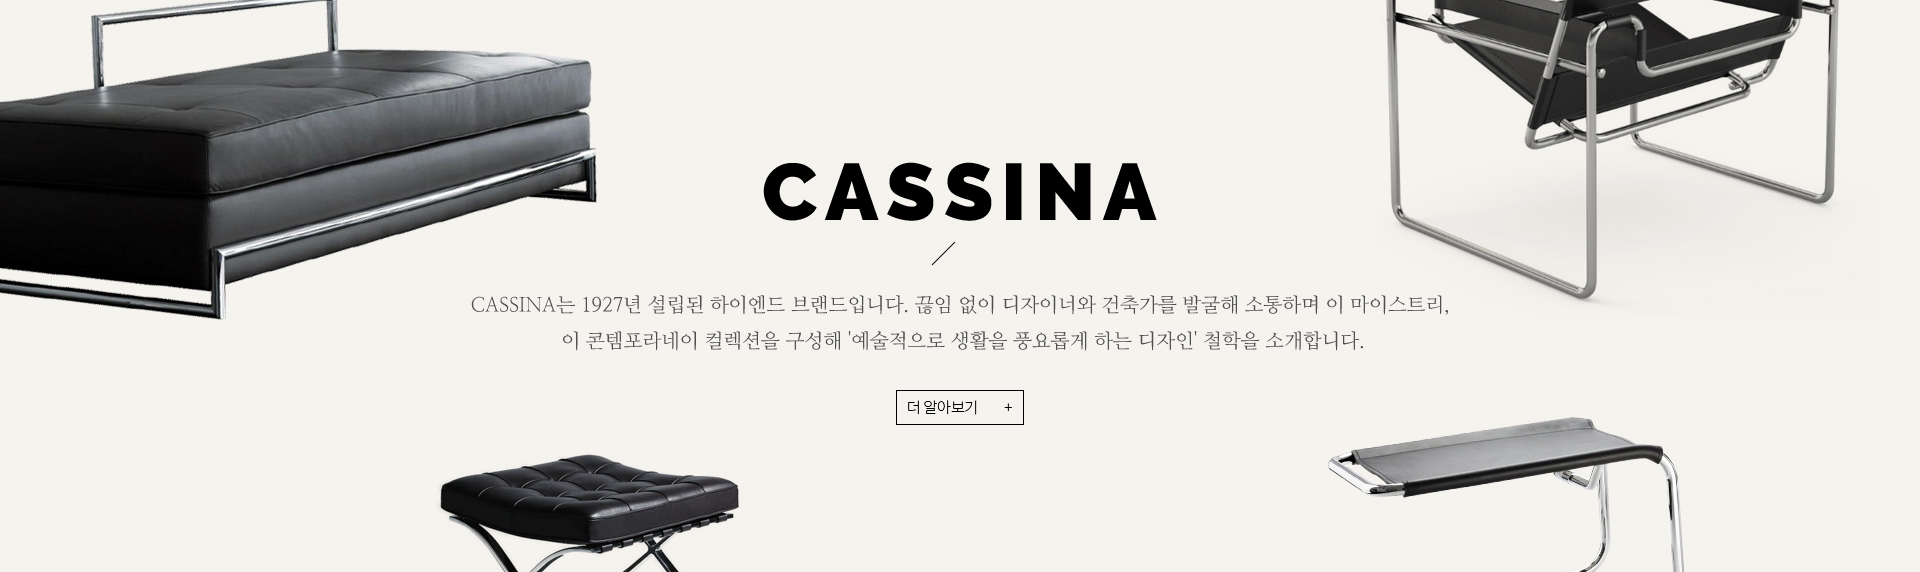 CASSINA
CASSINA는 1927년 설립된 하이엔드 브랜드입니다. 끊임 없이 디자이너와 건축가를 발굴해 소통하며 이 마이스트리,
이 콘템포라네이 컬렉션을 구성해 '예술적으로 생활을 풍요롭게 하는 디자인' 철학을 소개합니다.
더 알아보기 +